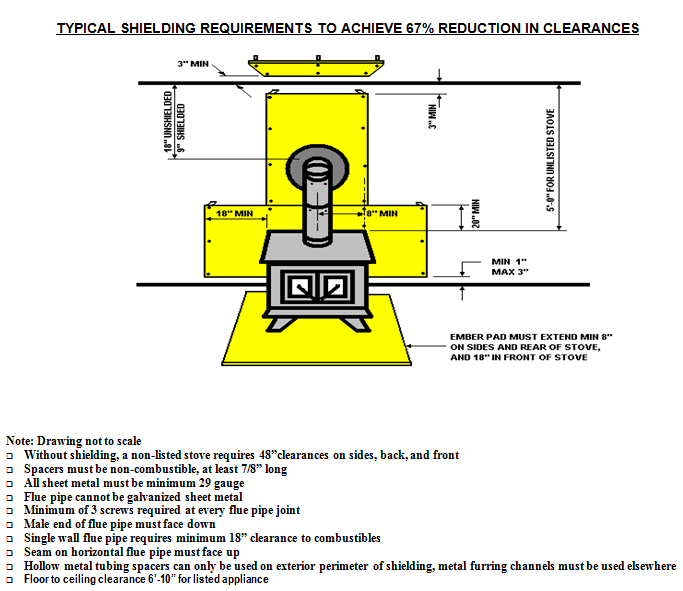 TYPICAL SHIELDING REQUIREMENTS TO ACHIEVE 67% REDUCTION IN CLEARANCES
3" MIN
18" UNSHIELDED
9" SHIELDED
3" MIN
5'-0" FOR UNLISTED STOVE
18" MIN
8" MIN
20" MIN
MIN 1"
MAX 3"
EMBER PAD MUST EXTEND MIN 8"
ON SIDES AND REAR OF STOVE,
AND 18" IN FRONT OF STOVE
Note: Drawing not to scale
□ Without shielding, a non-listed stove requires 48”clearances on sides, back, and front
□ Spacers must be non-combustible, at least 7/8” long
□ All sheet metal must be minimum 29 gauge
□ Flue pipe cannot be galvanized sheet metal
□ Minimum of 3 screws required at every flue pipe joint
□ Male end of flue pipe must face down
□ Single wall flue pipe requires minimum 18” clearance to combustibles
□ Seam on horizontal flue pipe must face up
□ Hollow metal tubing spacers can only be used on exterior perimeter of shielding, metal furring channels must be used elsewhere
□ Floor to ceiling clearance 6’-10” for listed appliance